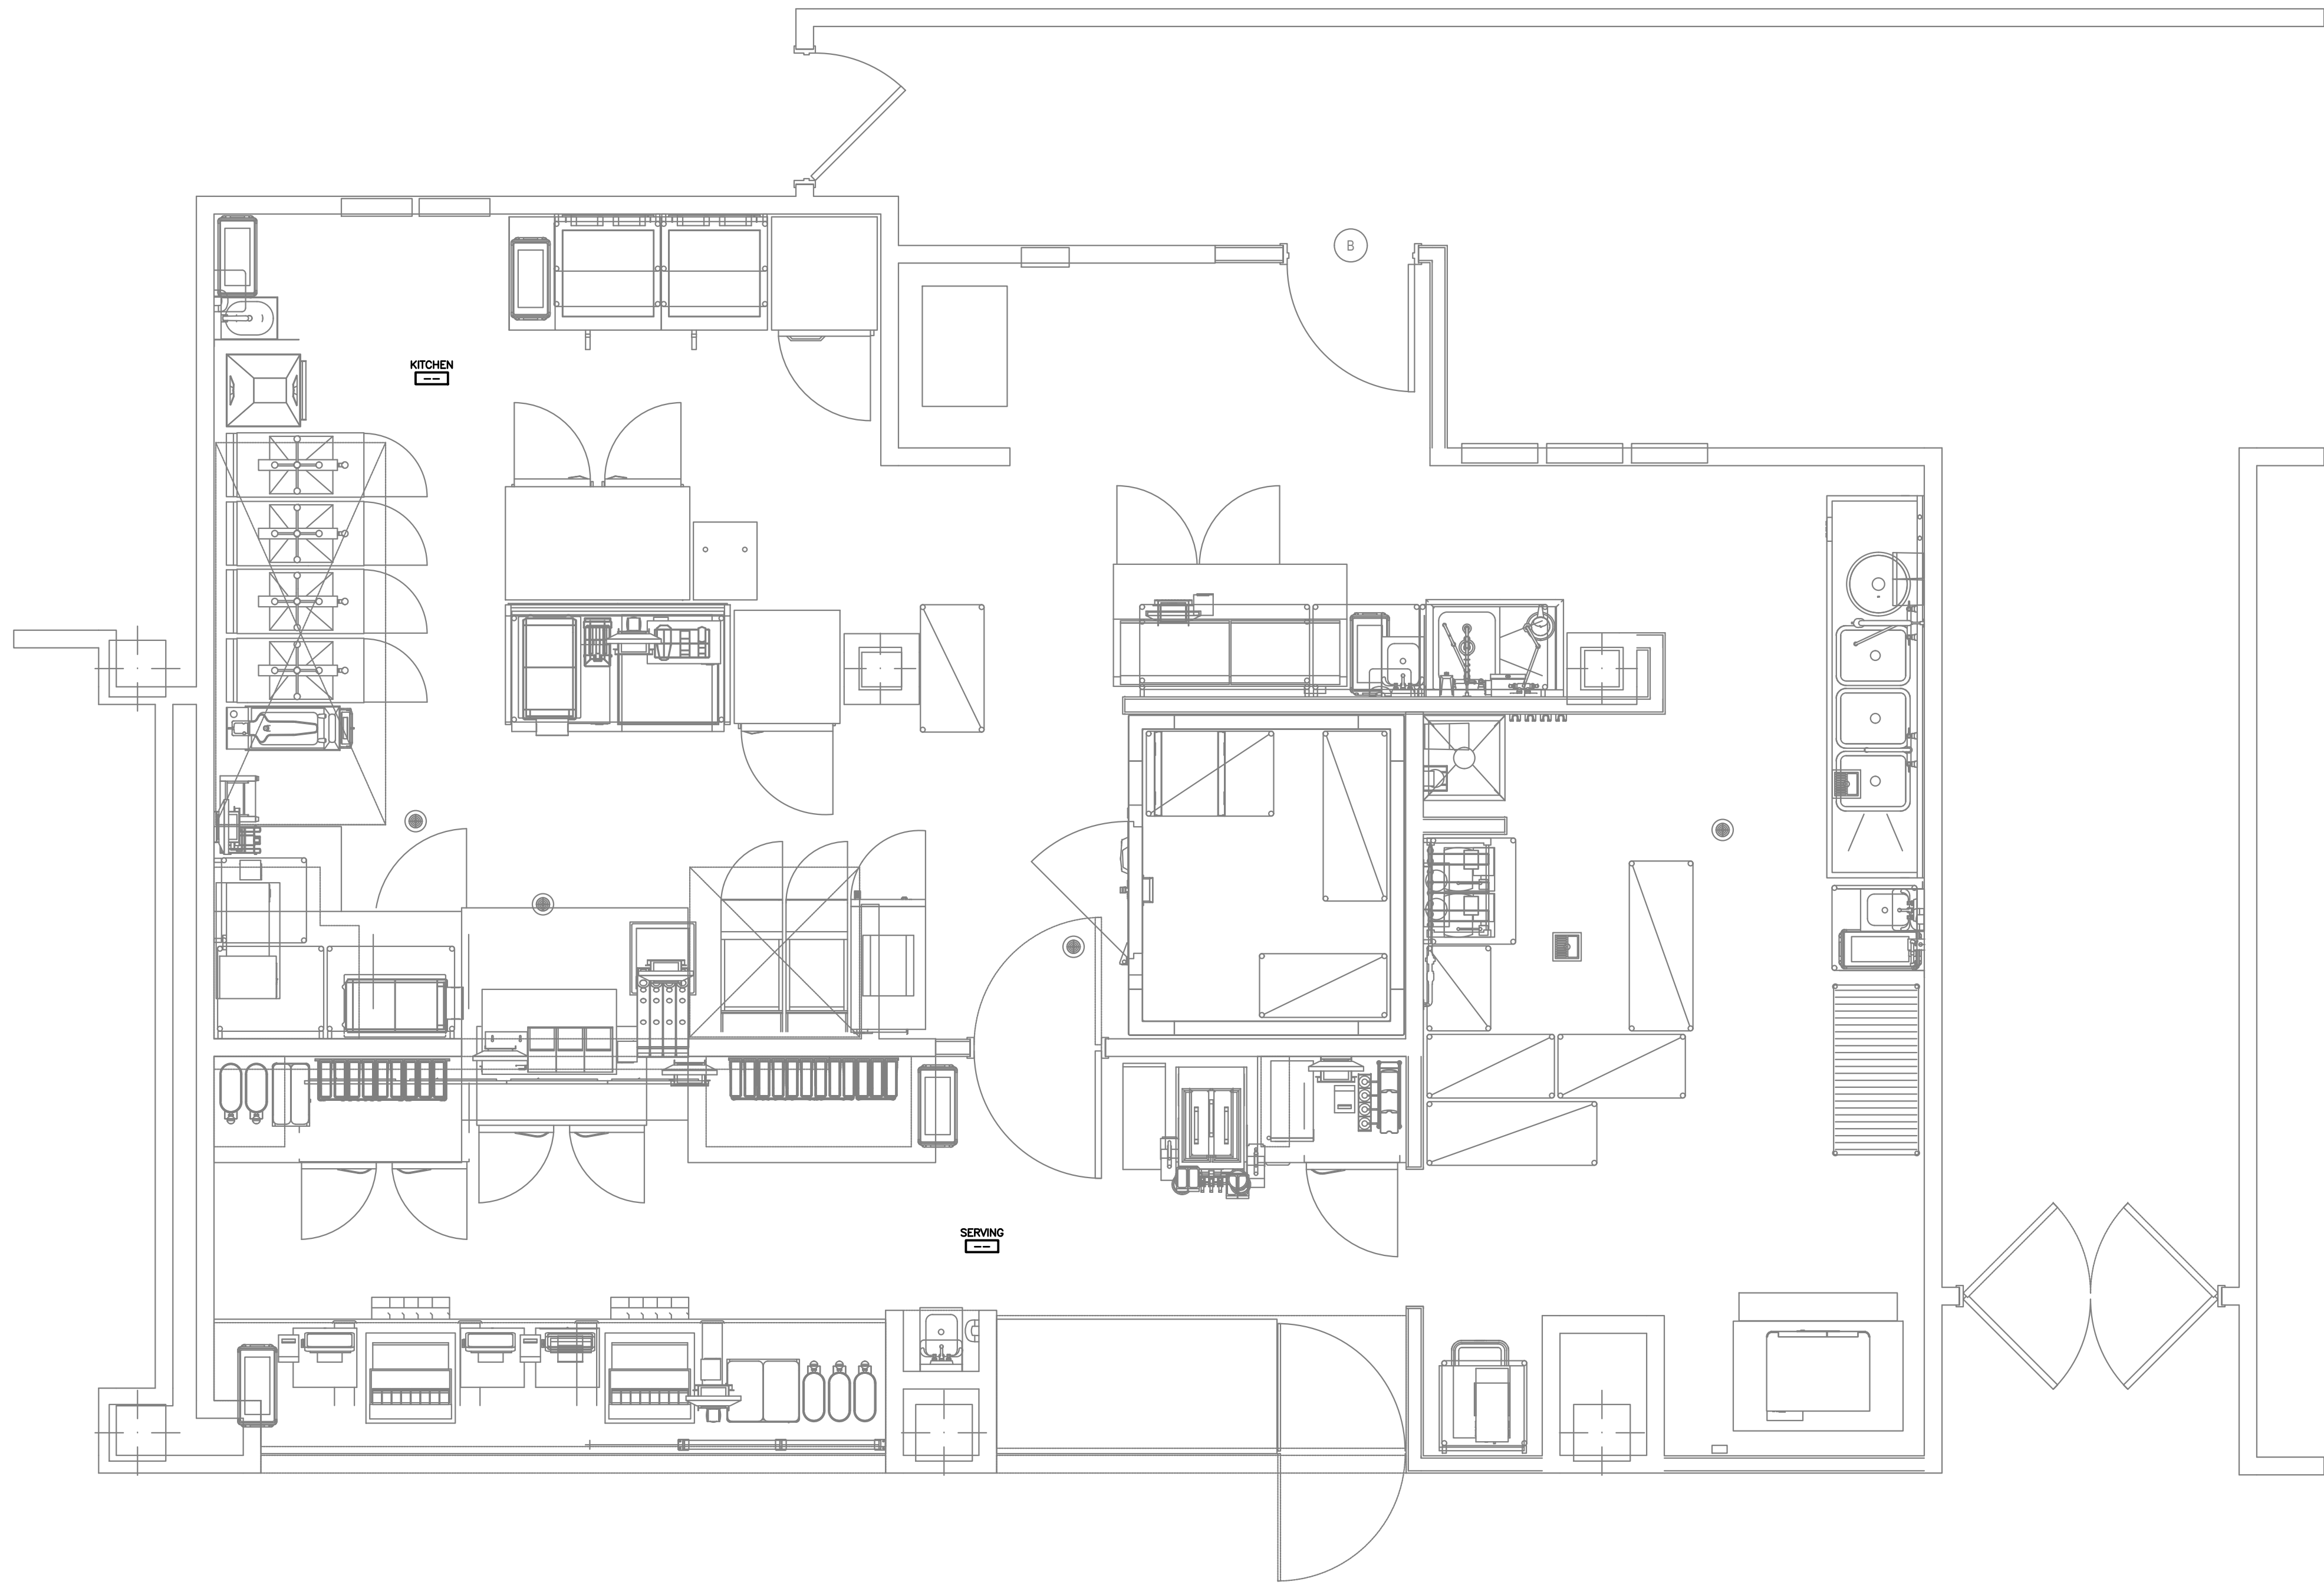 B
KITCHEN
--
SERVING
--